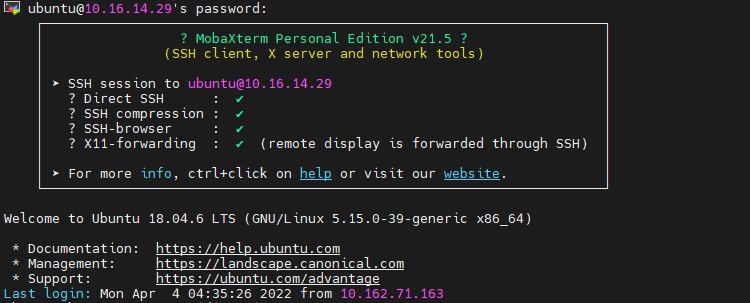 ubuntu@10.16.14.29's password:
? MobaXterm Personal Edition v21.5 ?
(SSH client, X server and network tools)
➤ SSH session to ubuntu@10.16.14.29
? Direct SSH : ✔
? SSH compression : ✔
? SSH-browser : ✔
? X11-forwarding : ✔ (remote display is forwarded through SSH)
➤ For more info, ctrl+click on help or visit our website.
Welcome to Ubuntu 18.04.6 LTS (GNU/Linux 5.15.0-39-generic x86_64)
* Documentation: https://help.ubuntu.com
* Management: https://landscape.canonical.com
* Support: https://ubuntu.com/advantage
Last login: Mon Apr 4 04:35:26 2022 from 10.162.71.163